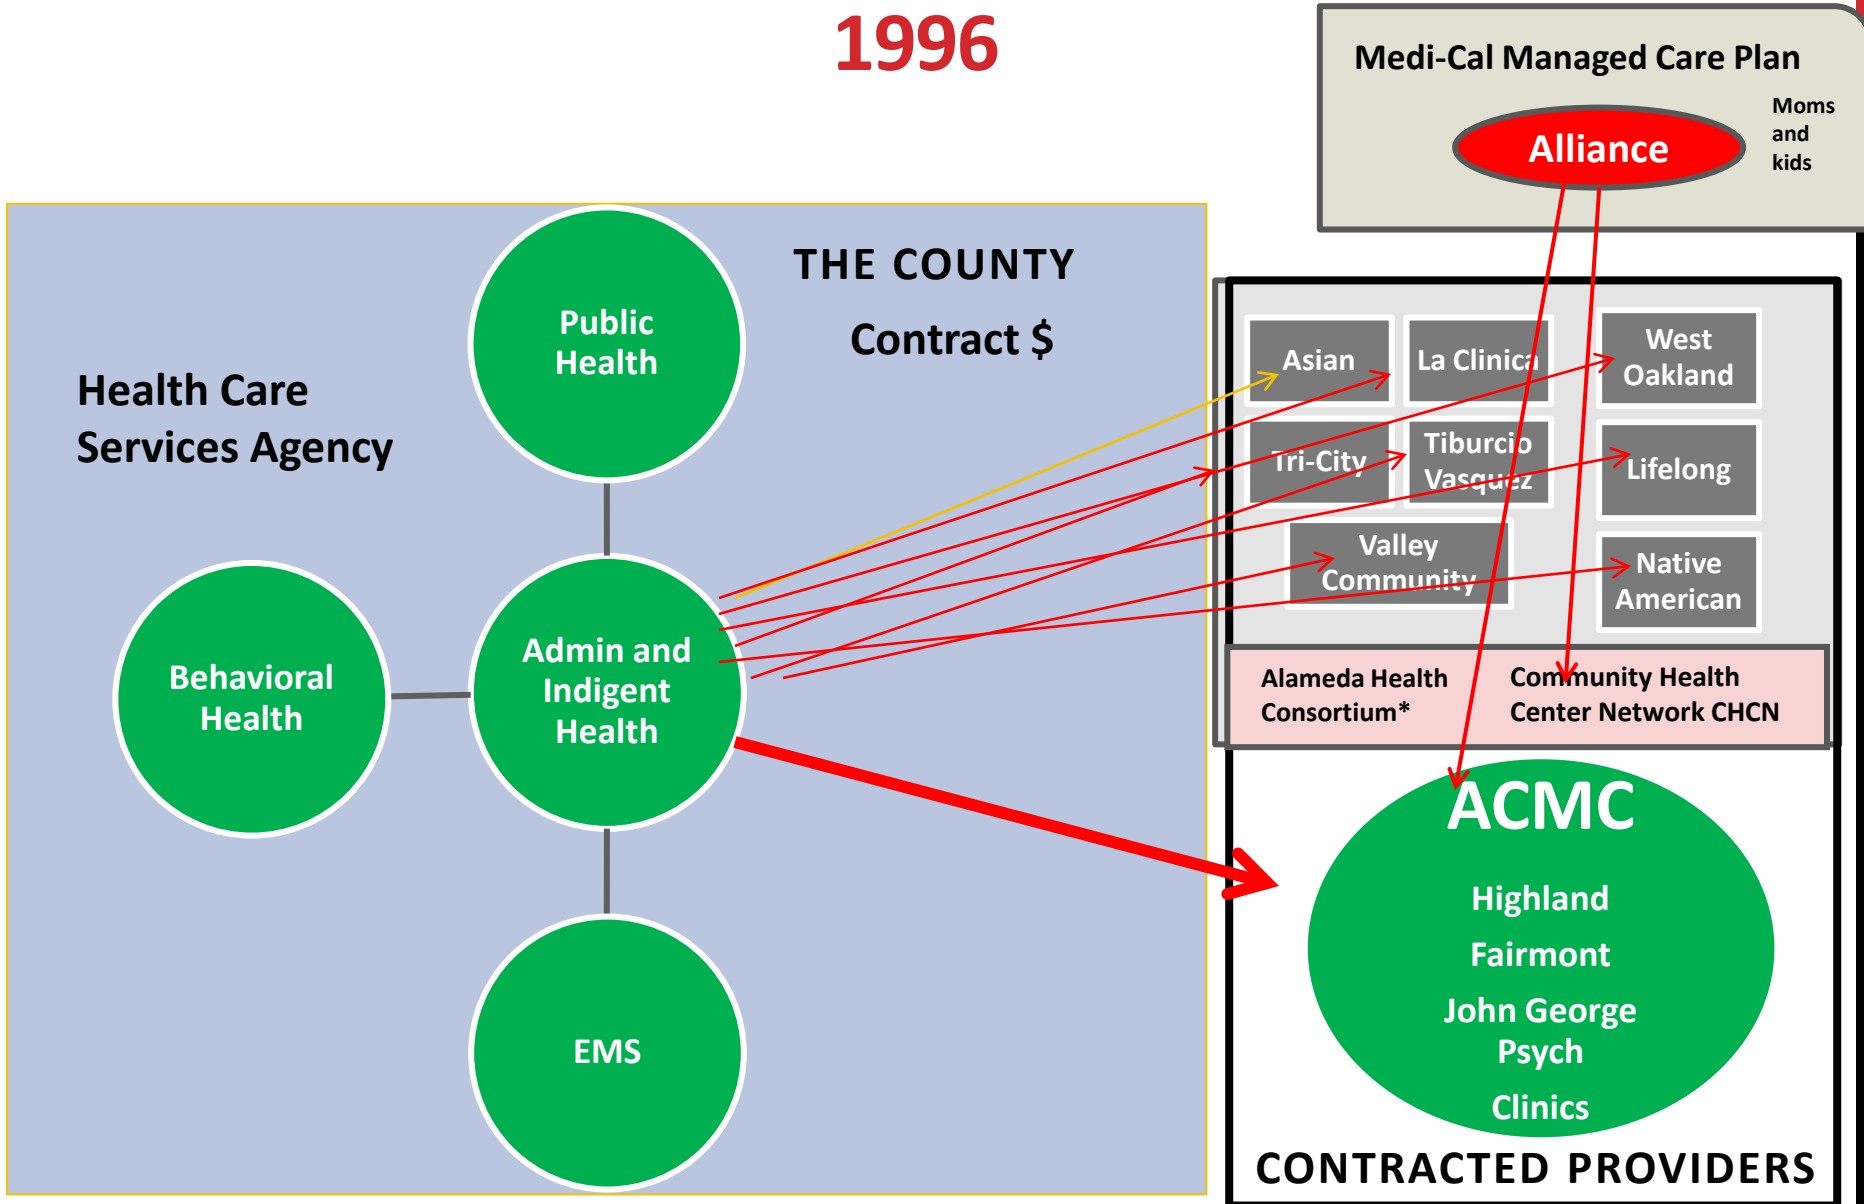 1996
Medi-Cal Managed Care Plan
Alliance
Moms
and
kids
THE COUNTY
Contract $
Health Care
Services Agency
Public
Health
Behavioral
Health
Admin and
Indigent
Health
EMS
Asian
La Clinica
West
Oakland
Tri-City
Tiburcio
Vasquez
Lifelong
Valley
Community
Native
American
Alameda Health
Consortium*
Community Health
Center Network CHCN
ACMC
Highland
Fairmont
John George
Psych
Clinics
CONTRACTED PROVIDERS